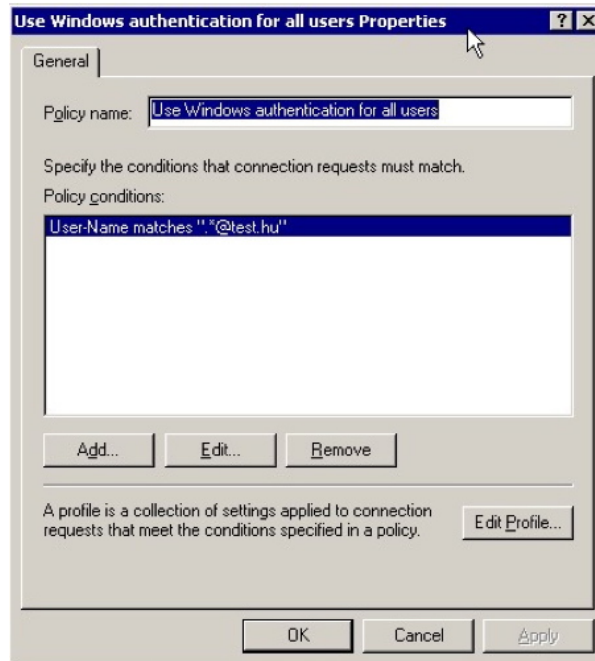 Use Windows authentication for all users Properties
General
Policy name: Use Windows authentication for all users
Specify the conditions that connection requests must match.
Policy conditions:
User-Name matches ".*@test.hu"
Add... Edit... Remove
A profile is a collection of settings applied to connection
requests that meet the conditions specified in a policy.
Edit Profile...
OK Cancel Apply